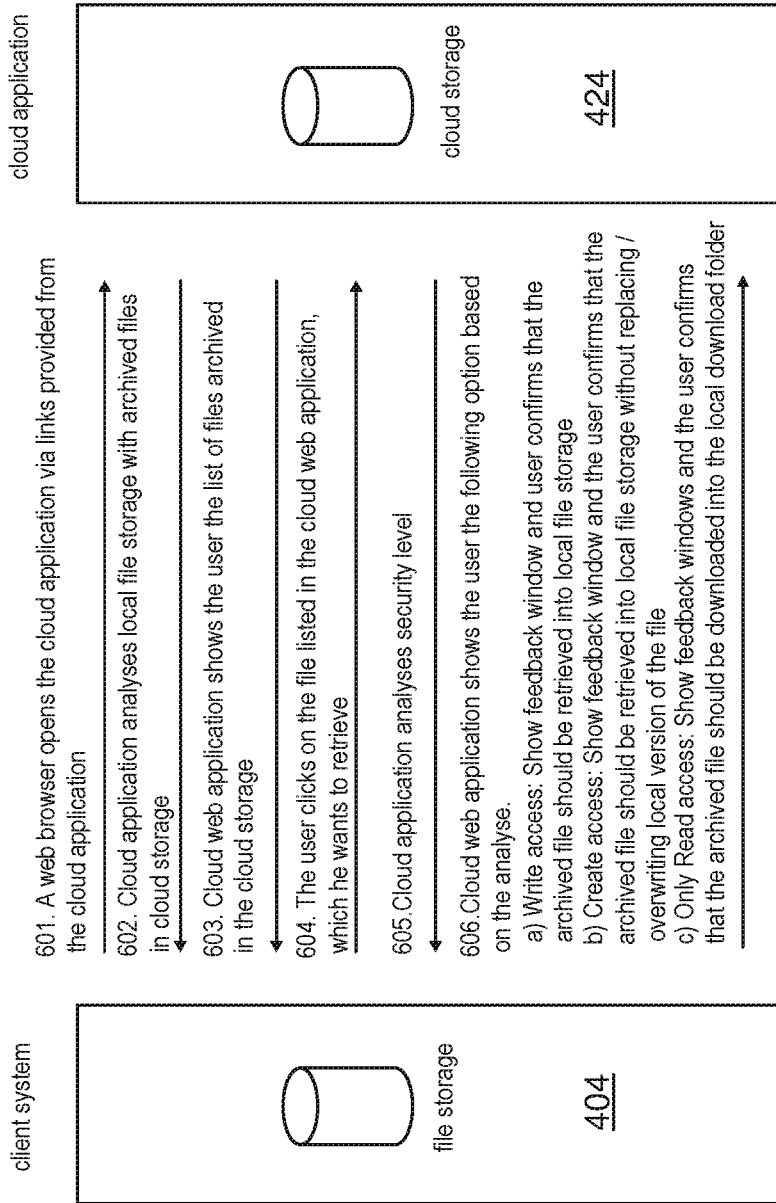 client system
file storage
404
601. A web browser opens the cloud application via links provided from
the cloud application
602. Cloud application analyses local file storage with archived files
in cloud storage
603. Cloud web application shows the user the list of files archived
in the cloud storage
604. The user clicks on the file listed in the cloud web application,
which he wants to retrieve
605.Cloud application analyses security level
606.Cloud web application shows the user the following option based
on the analyse.
a) Write access: Show feedback window and user confirms that the
archived file should be retrieved into local file storage
b) Create access: Show feedback window and the user confirms that the
archived file should be retrieved into local file storage without replacing /
overwriting local version of the file
c) Only Read access: Show feedback windows and the user confirms
that the archived file should be downloaded into the local download folder
cloud application
cloud storage
424